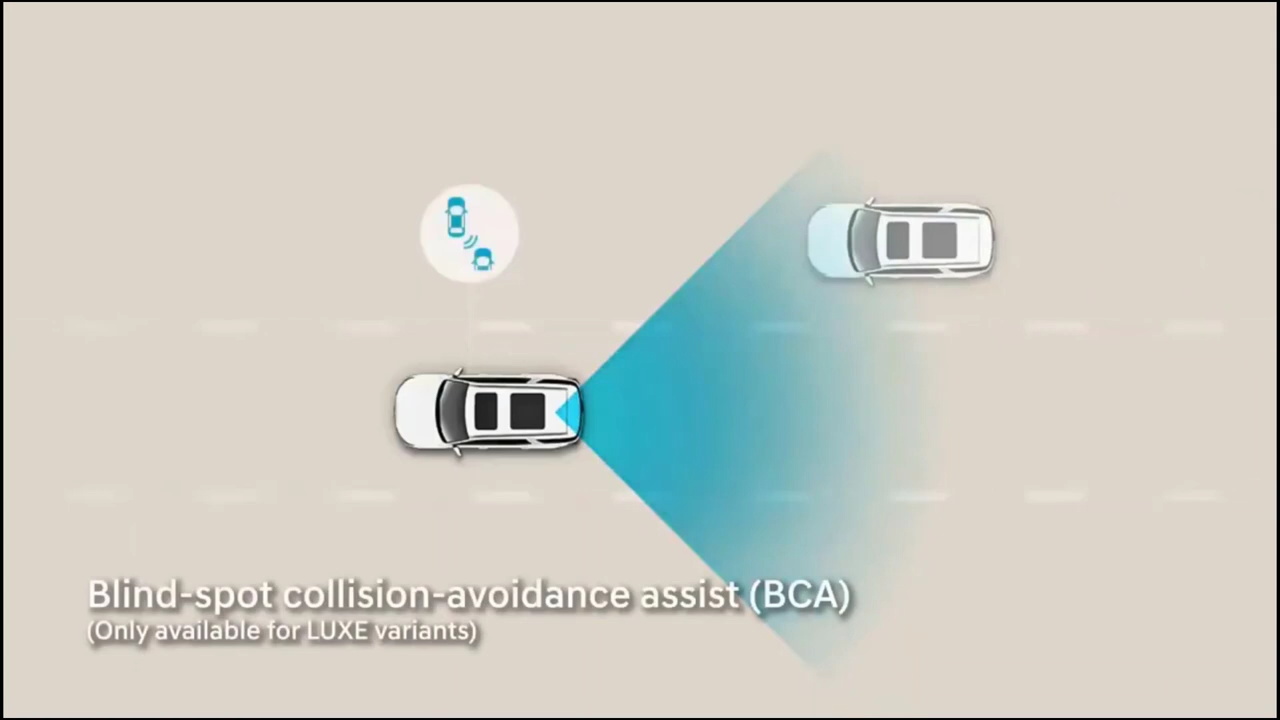 Blind-spot collision-avoidance assist (BCA)
(Only available for LUXE variants)